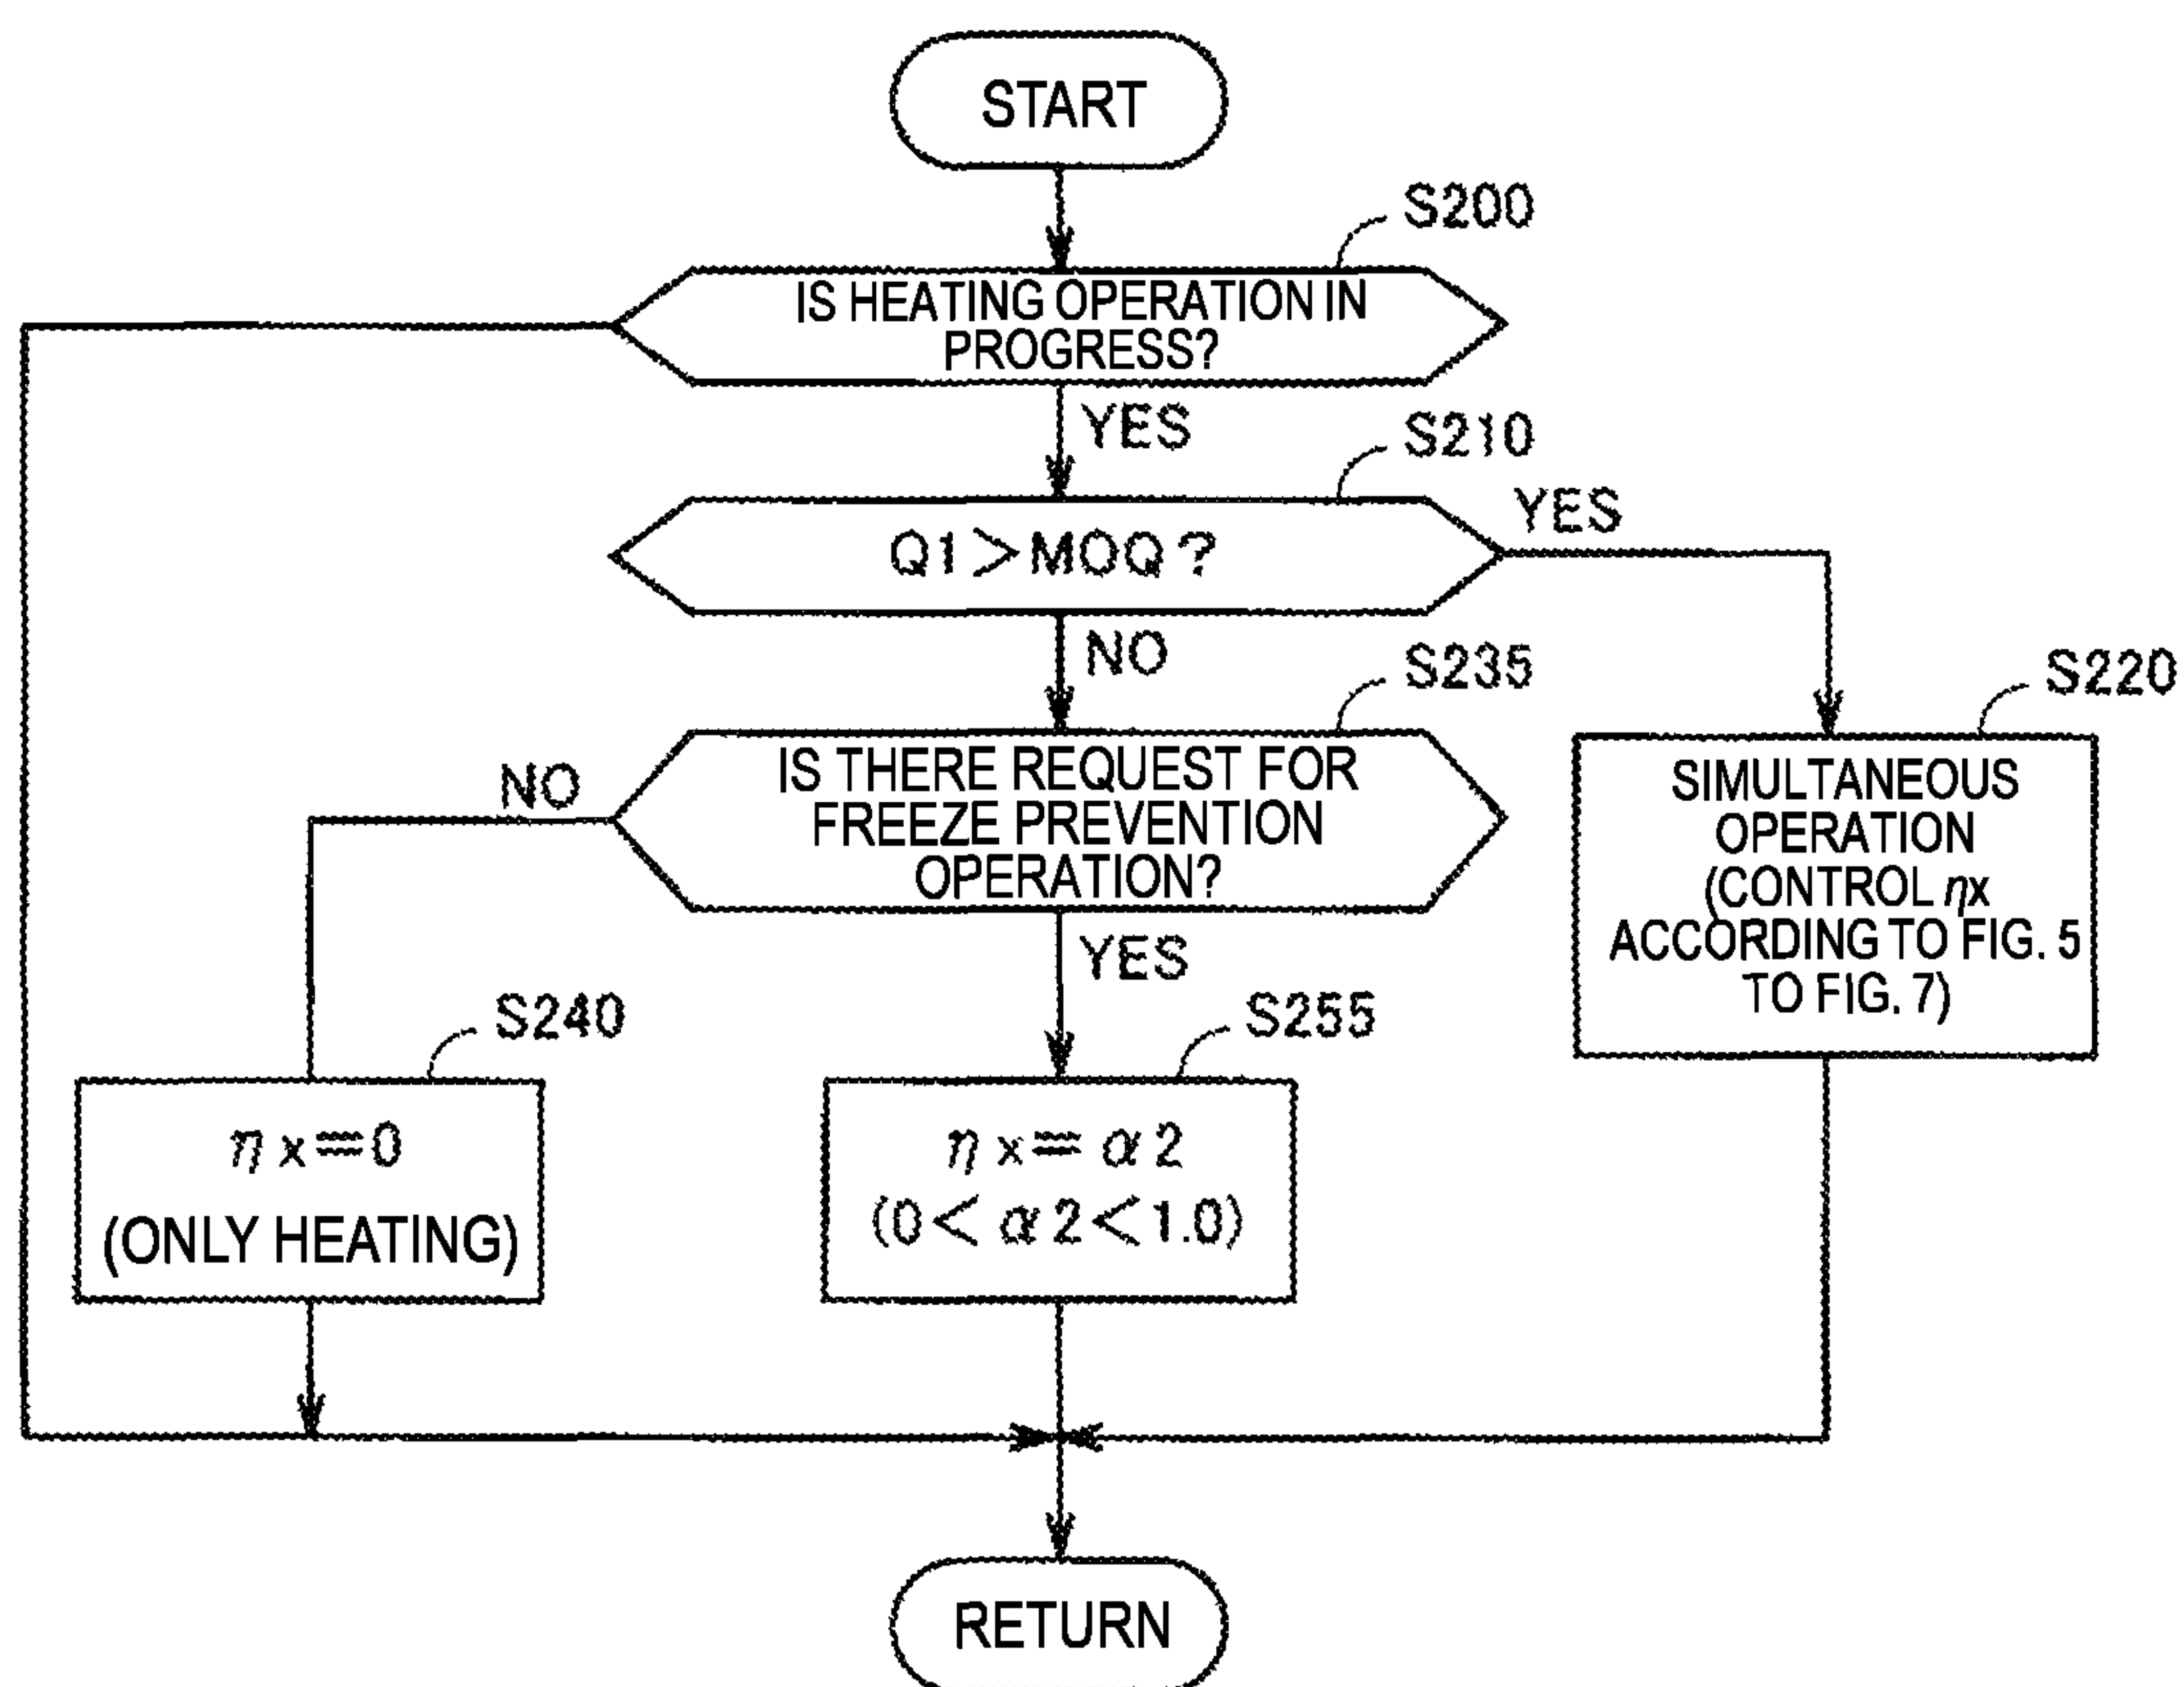 START
S200
IS HEATING OPERATION IN
PROGRESS?
YES
S210
YES
Q1>MOQ?
NO
S235
S220
IS THERE REQUEST FOR
FREEZE PREVENTION
OPERATION?
NO
SIMULTANEOUS
OPERATION
(CONTROL ηx
ACCORDING TO FIG. 5
TO FIG. 7)
YES
S240
S255
ηx=0
(ONLY HEATING)
ηx=α2
(0<α2<1.0)
RETURN